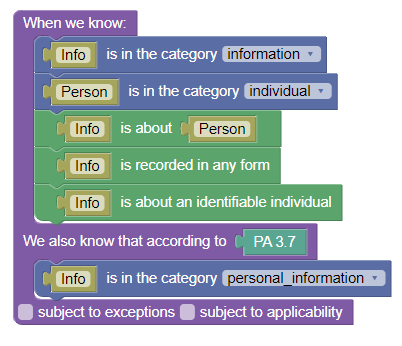 When we know:
Info is in the category information
Person is in the category individual
Info is about Person
Info is recorded in any form
Info is about an identifiable individual
We also know that according to PA 3.7
Info is in the category personal_information
subject to exceptions subject to applicability